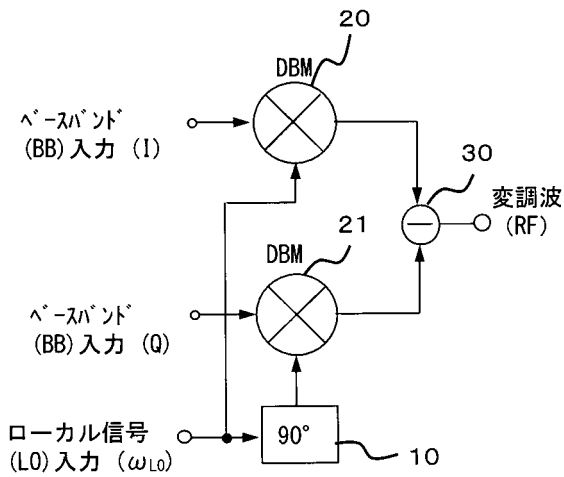 20
DBM
ﾍﾞｰｽﾊﾞﾝﾄﾞ
(BB)入力 (I)
30
変調波
(RF)
21
DBM
ﾍﾞｰｽﾊﾞﾝﾄﾞ
(BB)入力 (Q)
ローカル信号
(LO)入力 (ωLO)
90°
10